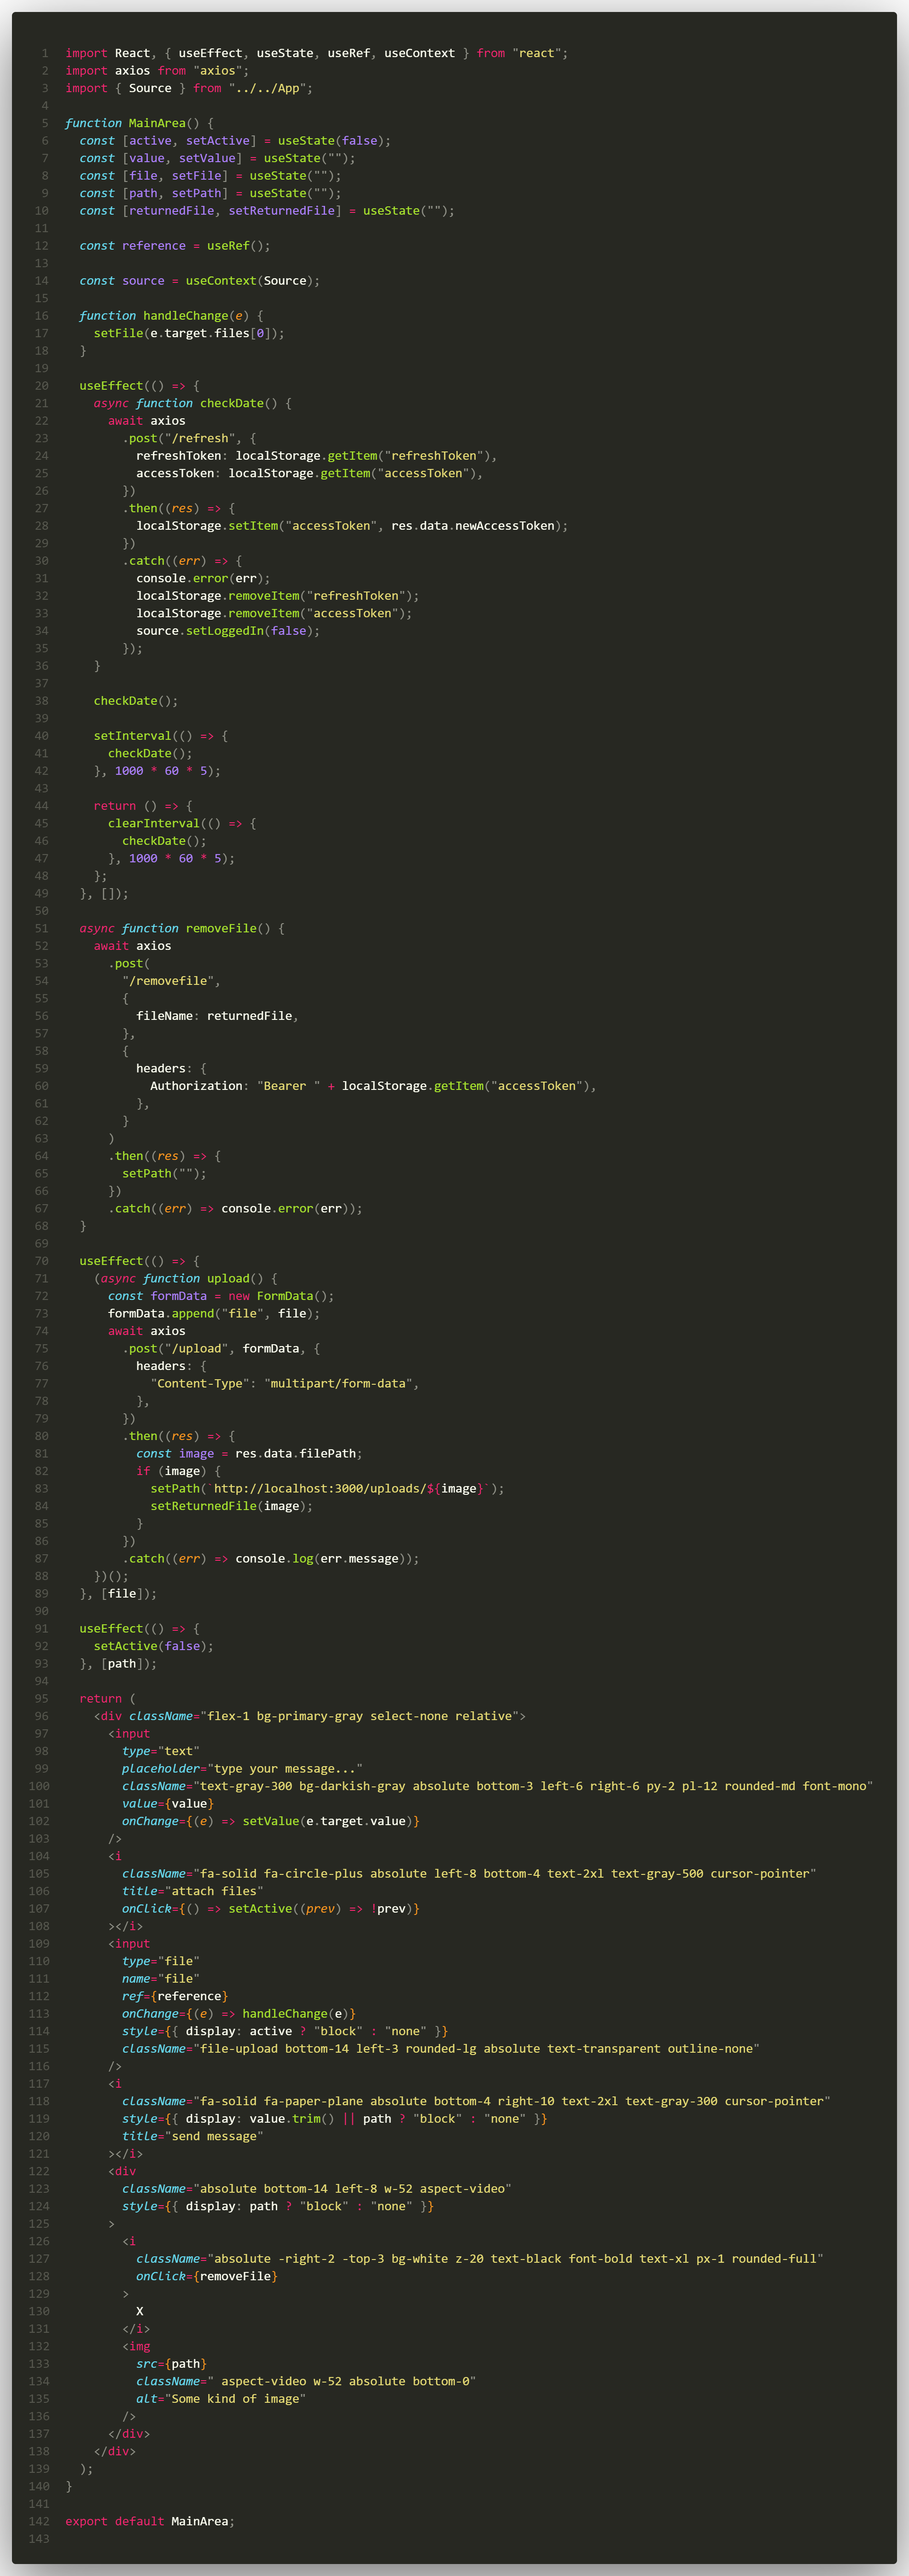 1 import React, { useEffect, useState, useRef, useContext } from "react";
2 import axios from "axios";
3 import { Source } from "../../App";
4
5 function MainArea() {
6   const [active, setActive] = useState(false);
7   const [value, setValue] = useState("");
8   const [file, setFile] = useState("");
9   const [path, setPath] = useState("");
10   const [returnedFile, setReturnedFile] = useState("");
11
12   const reference = useRef();
13
14   const source = useContext(Source);
15
16   function handleChange(e) {
17     setFile(e.target.files[0]);
18   }
19
20   useEffect(() => {
21     async function checkDate() {
22       await axios
23         .post("/refresh", {
24           refreshToken: localStorage.getItem("refreshToken"),
25           accessToken: localStorage.getItem("accessToken"),
26         })
27         .then((res) => {
28           localStorage.setItem("accessToken", res.data.newAccessToken);
29         })
30         .catch((err) => {
31           console.error(err);
32           localStorage.removeItem("refreshToken");
33           localStorage.removeItem("accessToken");
34           source.setLoggedIn(false);
35         });
36     }
37
38     checkDate();
39
40     setInterval(() => {
41       checkDate();
42     }, 1000 * 60 * 5);
43
44     return () => {
45       clearInterval(() => {
46         checkDate();
47       }, 1000 * 60 * 5);
48     };
49   }, []);
50
51   async function removeFile() {
52     await axios
53       .post(
54         "/removefile",
55         {
56           fileName: returnedFile,
57         },
58         {
59           headers: {
60             Authorization: "Bearer " + localStorage.getItem("accessToken"),
61           },
62         }
63       )
64       .then((res) => {
65         setPath("");
66       })
67       .catch((err) => console.error(err));
68   }
69
70   useEffect(() => {
71     (async function upload() {
72       const formData = new FormData();
73       formData.append("file", file);
74       await axios
75         .post("/upload", formData, {
76           headers: {
77             "Content-Type": "multipart/form-data",
78           },
79         })
80         .then((res) => {
81           const image = res.data.filePath;
82           if (image) {
83             setPath(`http://localhost:3000/uploads/${image}`);
84             setReturnedFile(image);
85           }
86         })
87         .catch((err) => console.log(err.message));
88     })();
89   }, [file]);
90
91   useEffect(() => {
92     setActive(false);
93   }, [path]);
94
95   return (
96     <div className="flex-1 bg-primary-gray select-none relative">
97       <input
98         type="text"
99         placeholder="type your message..."
100         className="text-gray-300 bg-darkish-gray absolute bottom-3 left-6 right-6 py-2 pl-12 rounded-md font-mono"
101         value={value}
102         onChange={(e) => setValue(e.target.value)}
103       />
104       <i
105         className="fa-solid fa-circle-plus absolute left-8 bottom-4 text-2xl text-gray-500 cursor-pointer"
106         title="attach files"
107         onClick={() => setActive((prev) => !prev)}
108       ></i>
109       <input
110         type="file"
111         name="file"
112         ref={reference}
113         onChange={(e) => handleChange(e)}
114         style={{ display: active ? "block" : "none" }}
115         className="file-upload bottom-14 left-3 rounded-lg absolute text-transparent outline-none"
116       />
117       <i
118         className="fa-solid fa-paper-plane absolute bottom-4 right-10 text-2xl text-gray-300 cursor-pointer"
119         style={{ display: value.trim() || path ? "block" : "none" }}
120         title="send message"
121       ></i>
122       <div
123         className="absolute bottom-14 left-8 w-52 aspect-video"
124         style={{ display: path ? "block" : "none" }}
125       >
126         <i
127           className="absolute -right-2 -top-3 bg-white z-20 text-black font-bold text-xl px-1 rounded-full"
128           onClick={removeFile}
129         >
130           X
131         </i>
132         <img
133           src={path}
134           className=" aspect-video w-52 absolute bottom-0"
135           alt="Some kind of image"
136         />
137       </div>
138     </div>
139   );
140 }
141
142 export default MainArea;
143